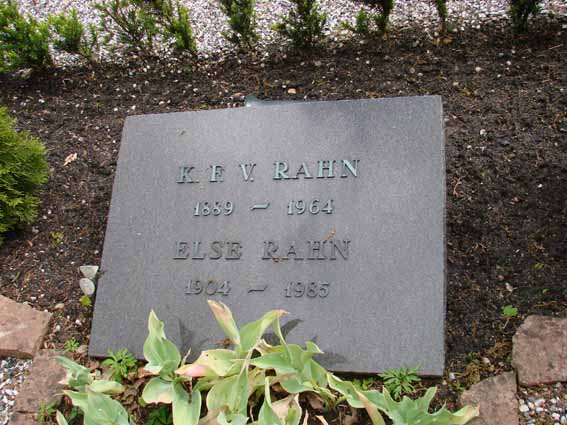 K. F. V. RAHN
1889 ~ 1964
ELSE RAHN
1904 ~ 1985